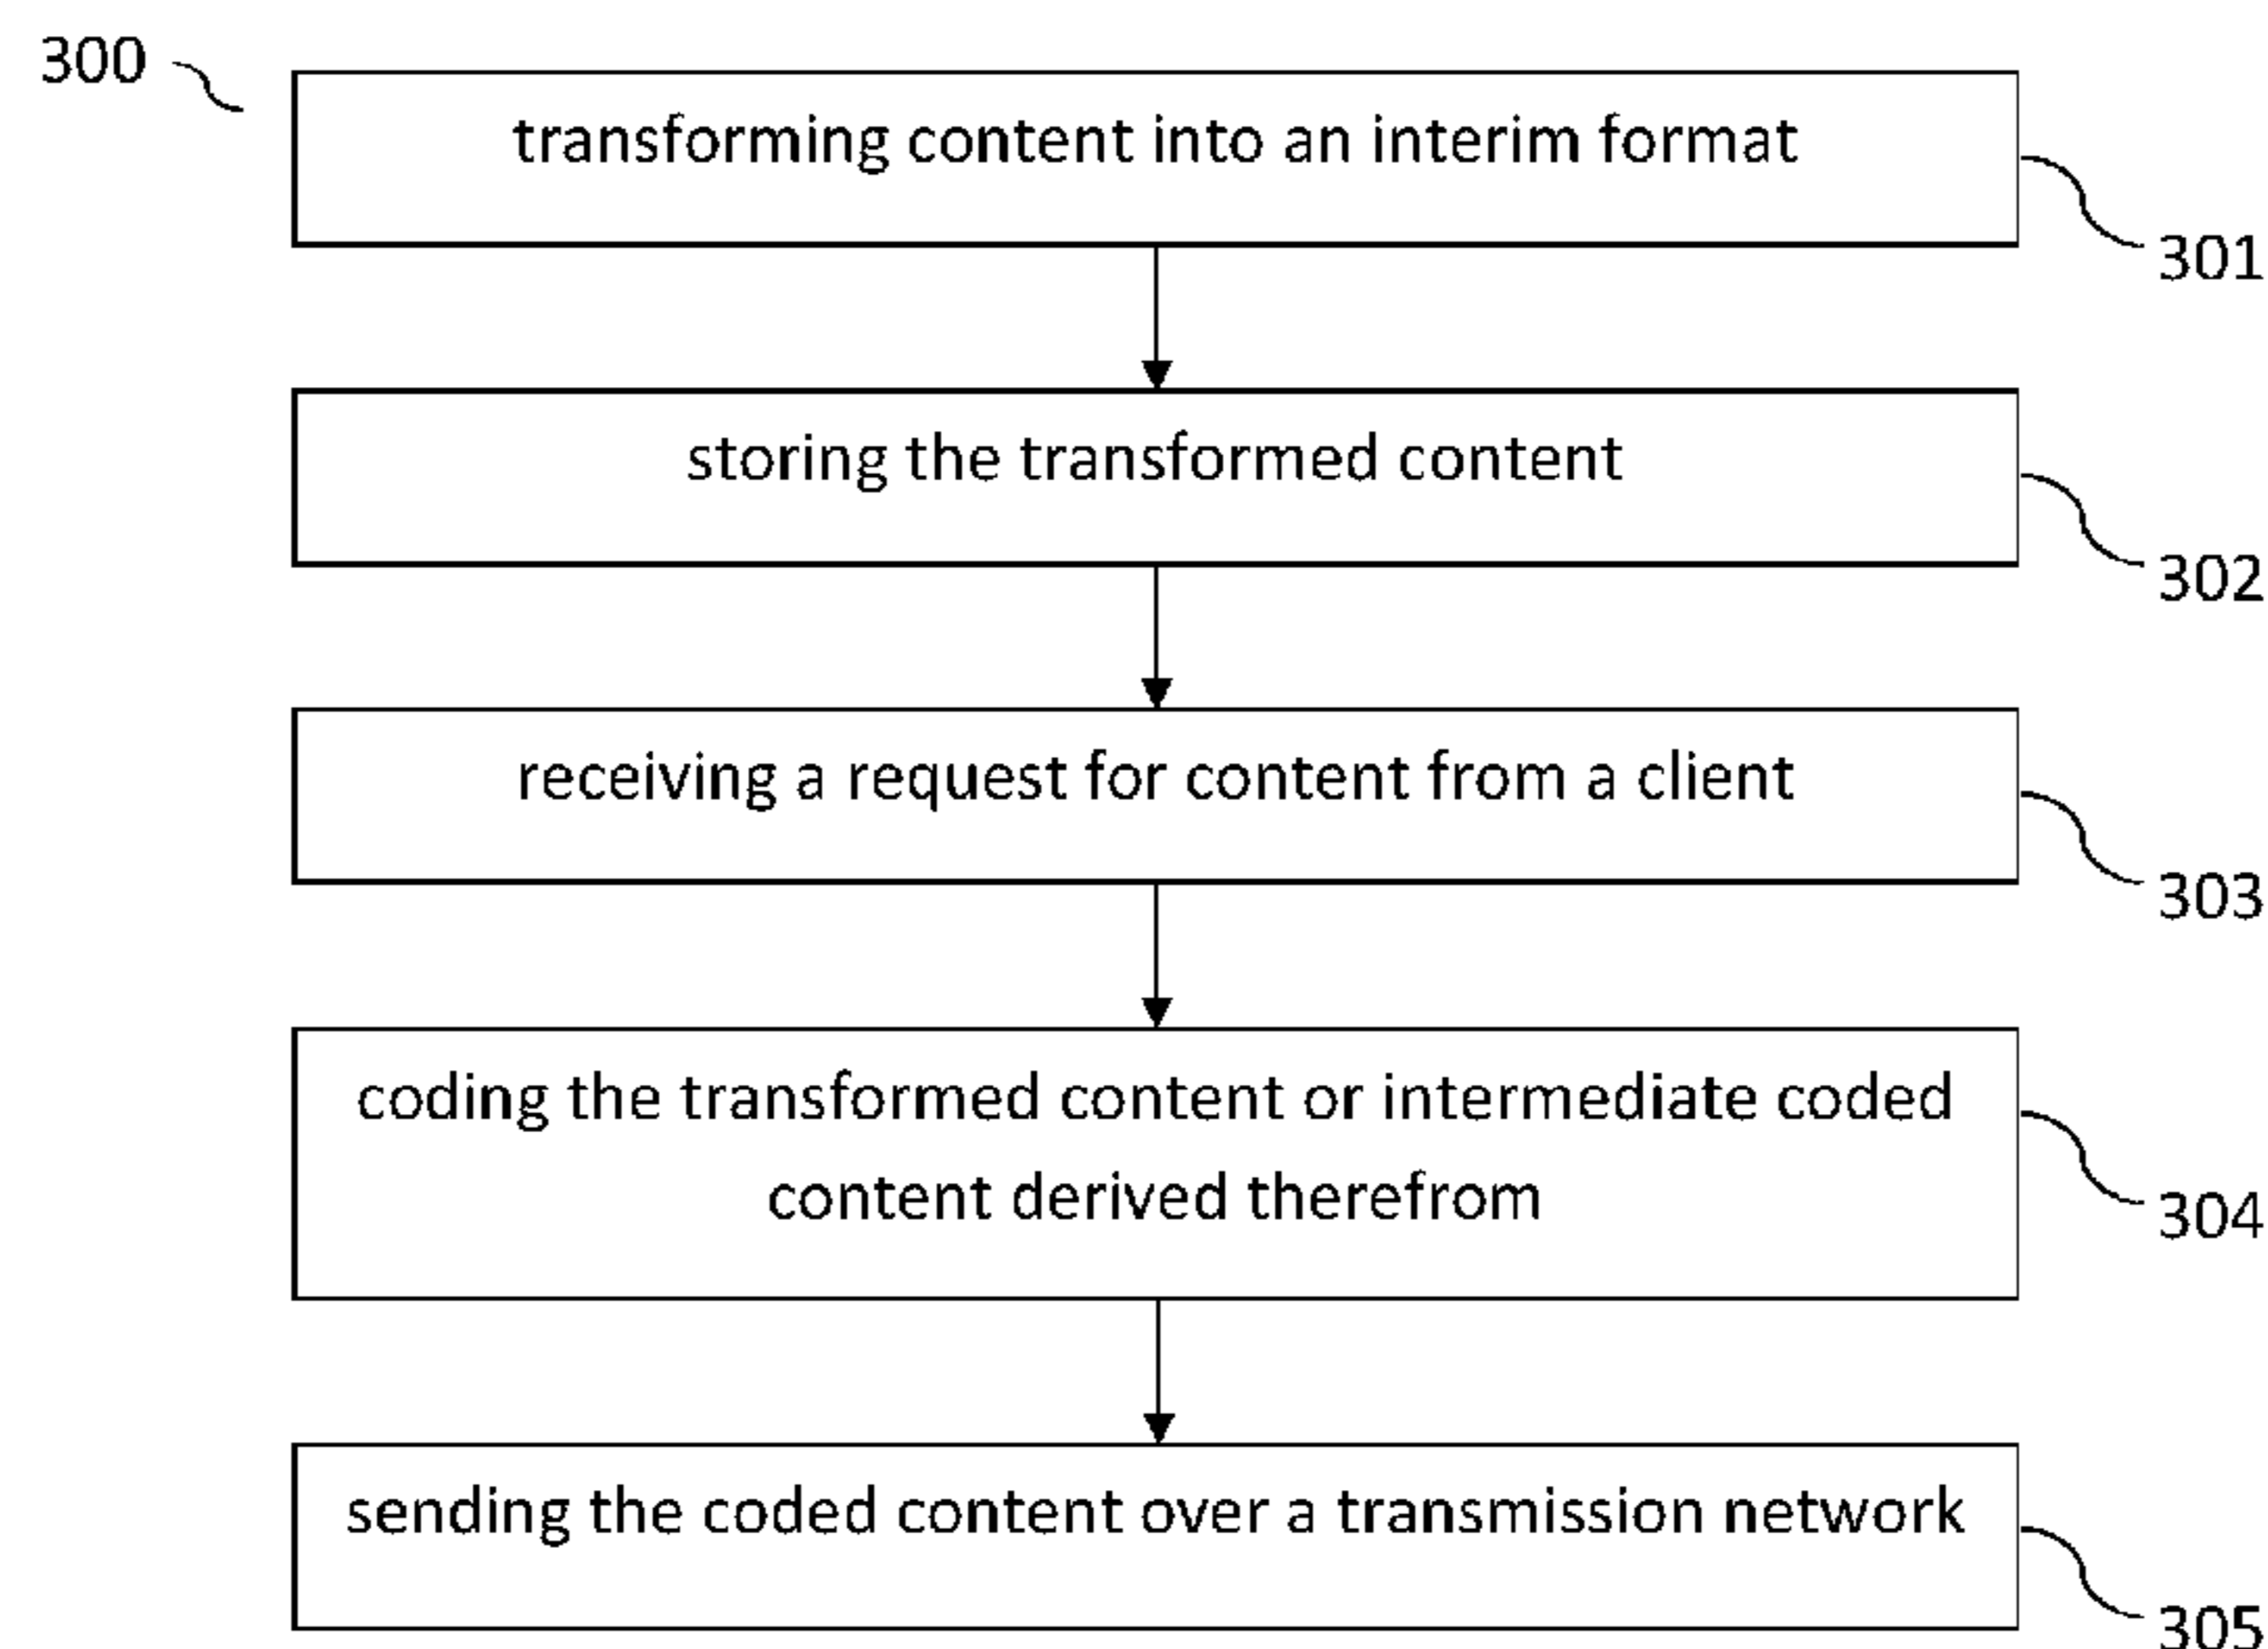 300
transforming content into an interim format
301
storing the transformed content
302
receiving a request for content from a client
303
coding the transformed content or intermediate coded
content derived therefrom
304
sending the coded content over a transmission network
305